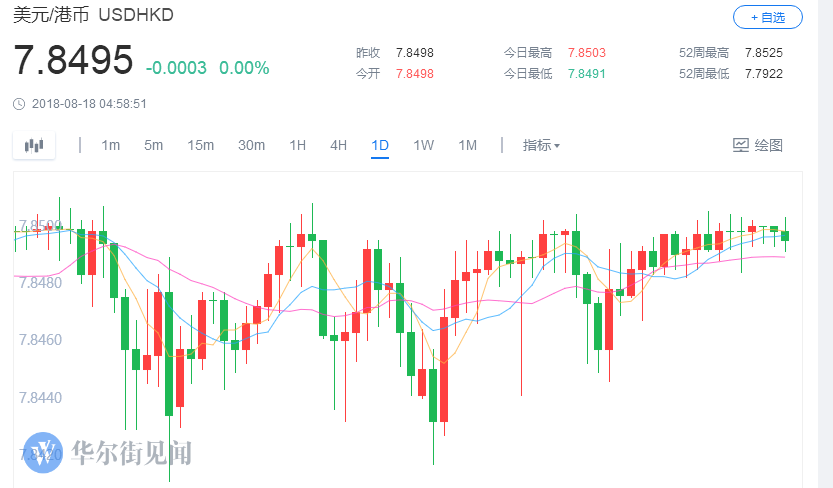 美元/港币 USDHKD
+ 自选
7.8495 -0.0003 0.00%
昨收 7.8498 今日最高 7.8503 52周最高 7.8525
今开 7.8498 今日最低 7.8491 52周最低 7.7922
2018-08-18 04:58:51
1m 5m 15m 30m 1H 4H 1D 1W 1M 指标 绘图
7.8500
7.8480
7.8460
7.8440
7.8420
华尔街见闻